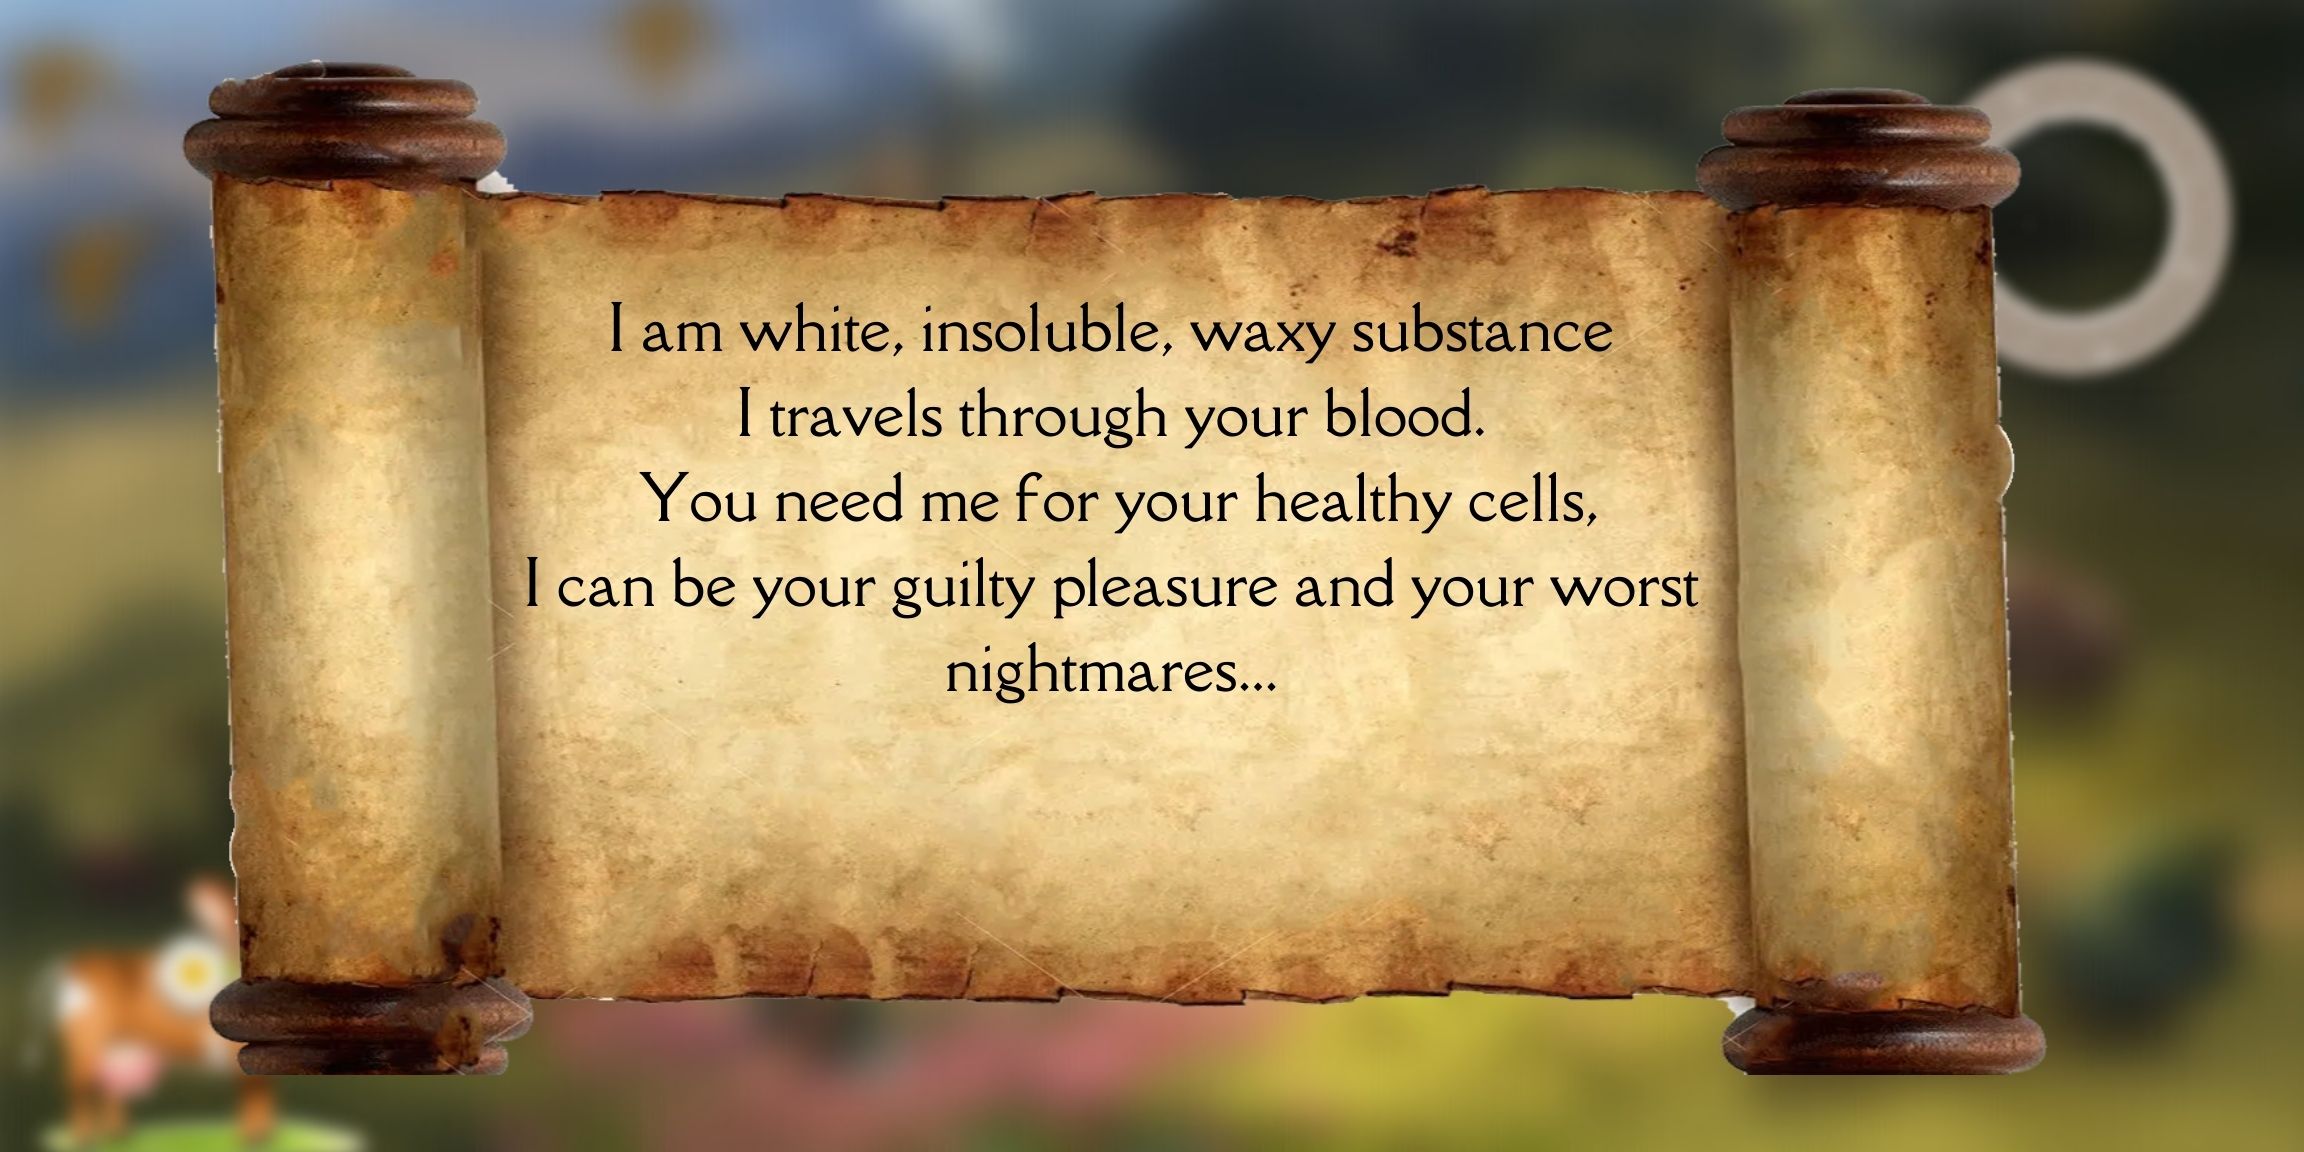 I am white, insoluble, waxy substance
I travels through your blood.
You need me for your healthy cells,
I can be your guilty pleasure and your worst
nightmares...